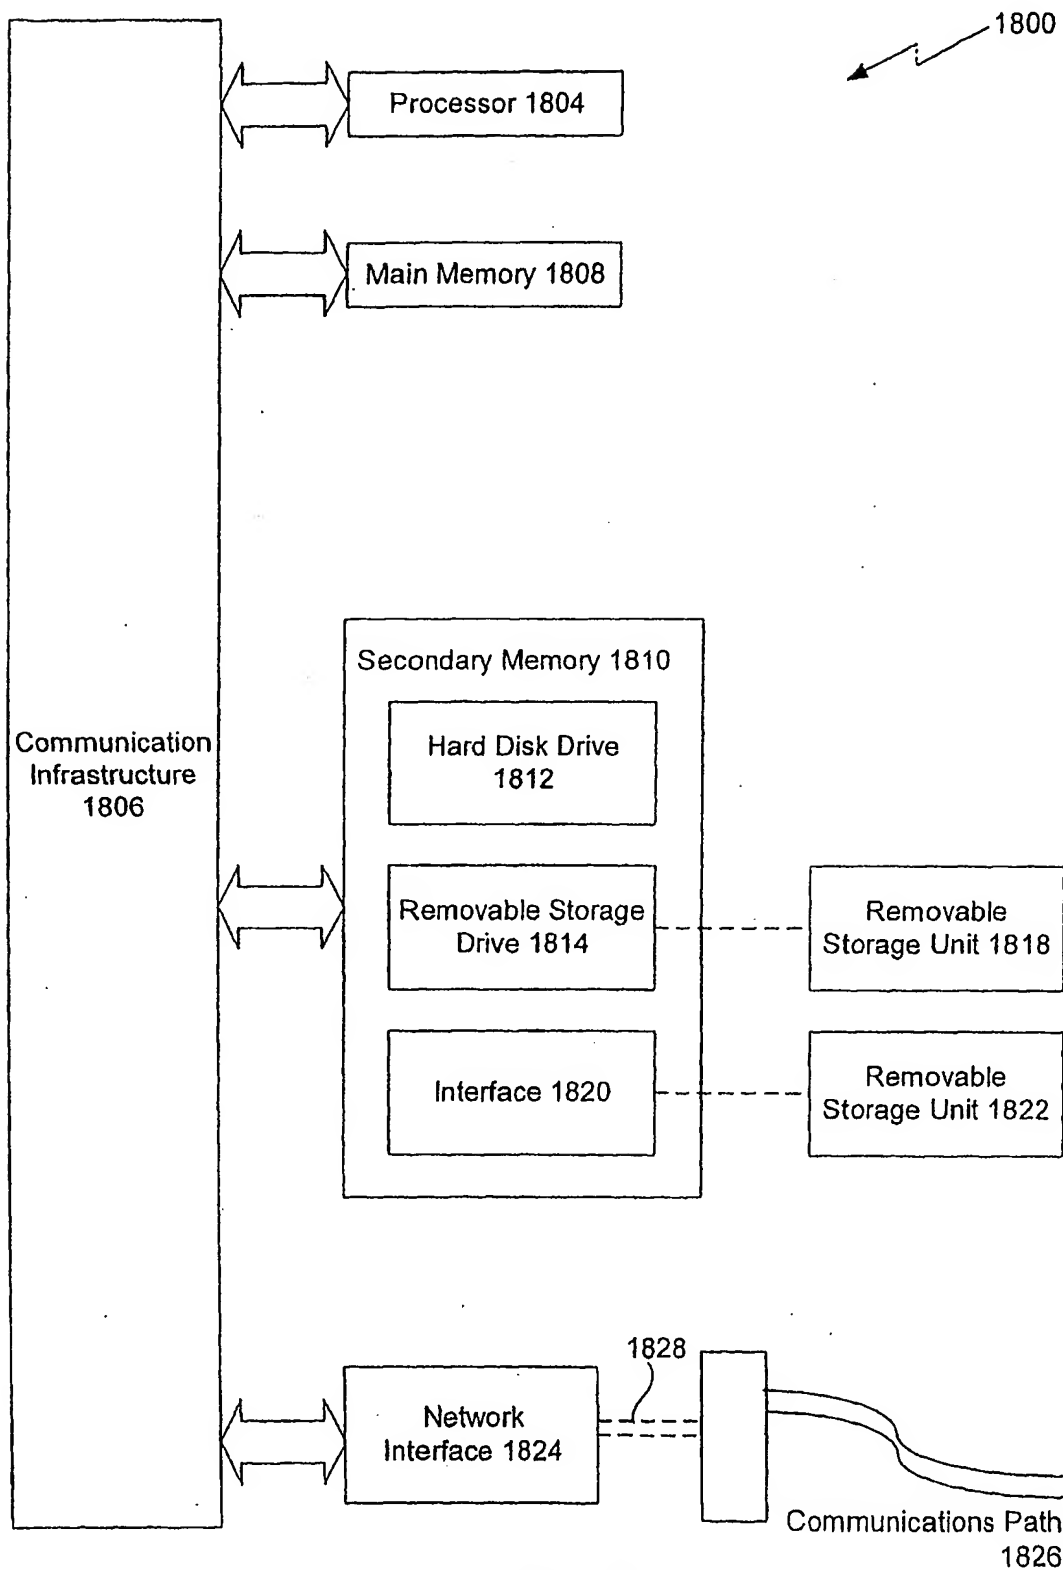 1800
Processor 1804
Main Memory 1808
Secondary Memory 1810
Hard Disk Drive
1812
Communication
Infrastructure
1806
Removable Storage
Drive 1814
Removable
Storage Unit 1818
Interface 1820
Removable
Storage Unit 1822
1828
Network
Interface 1824
Communications Path
1826